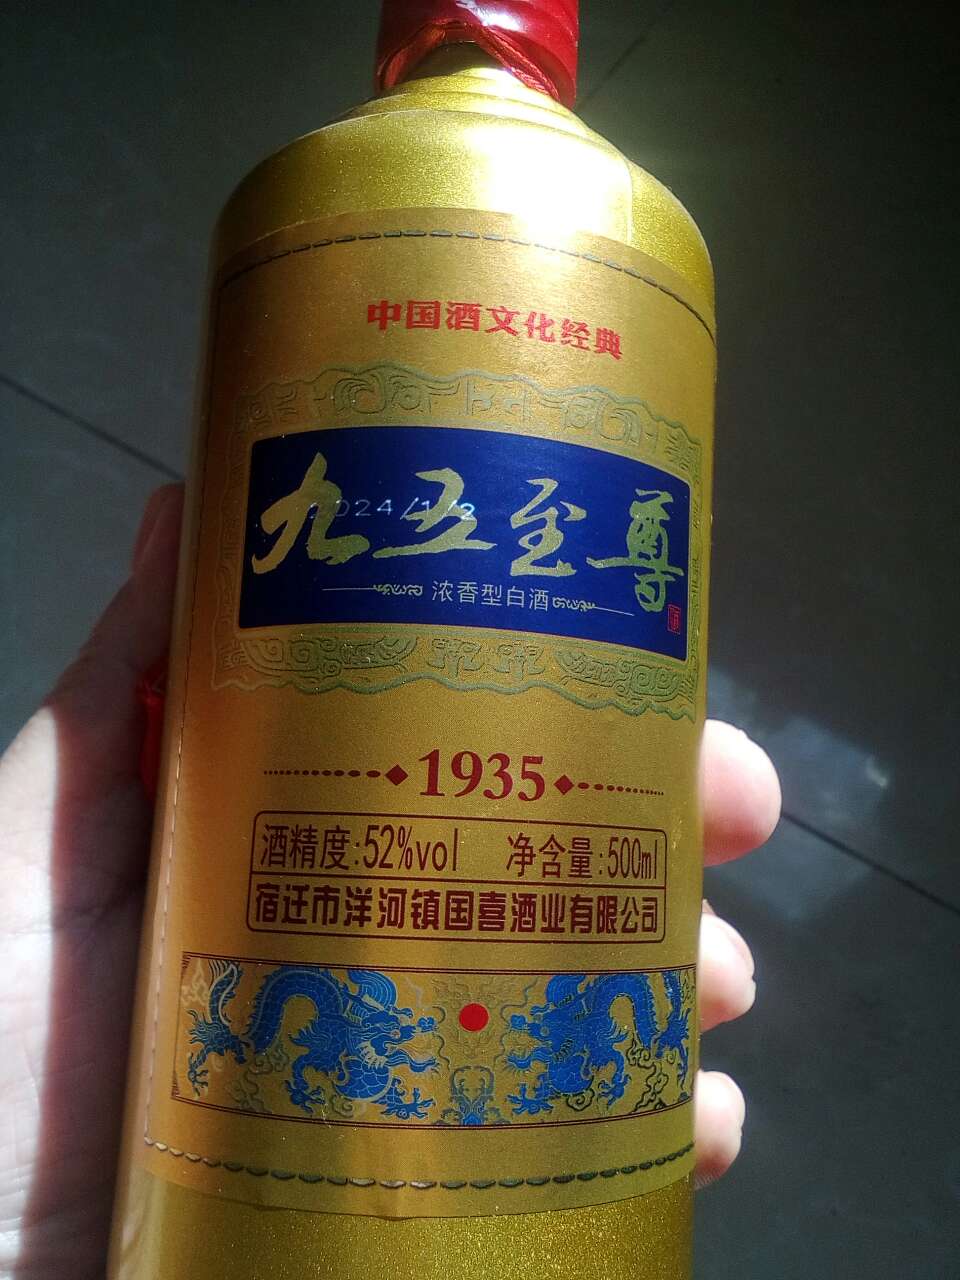 中国酒文化经典
九五至尊
2024/1/2
浓香型白酒
1935
酒精度:52%vol 净含量:500ml
宿迁市洋河镇国喜酒业有限公司